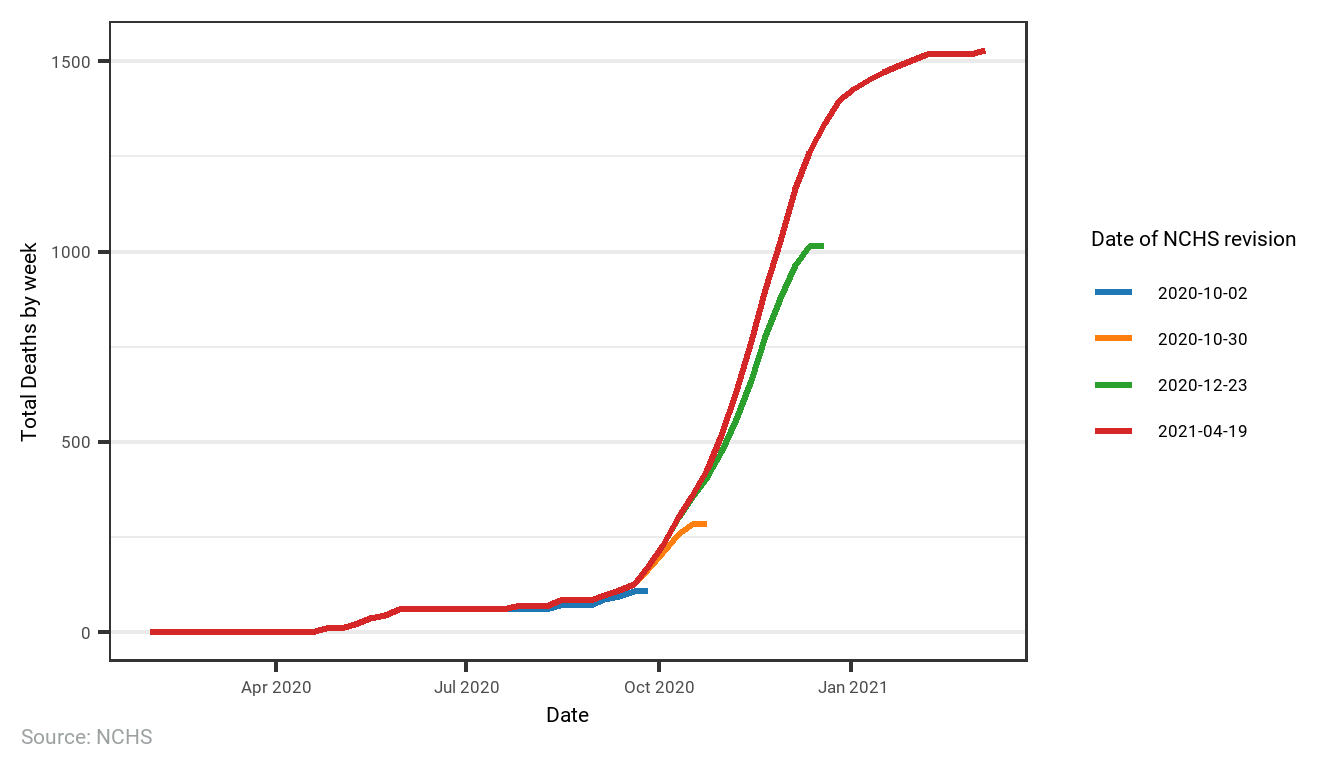 1500
1000
500
0
Total Deaths by week
Apr 2020
Jul 2020
Oct 2020
Jan 2021
Date
Date of NCHS revision
2020-10-02
2020-10-30
2020-12-23
2021-04-19
Source: NCHS